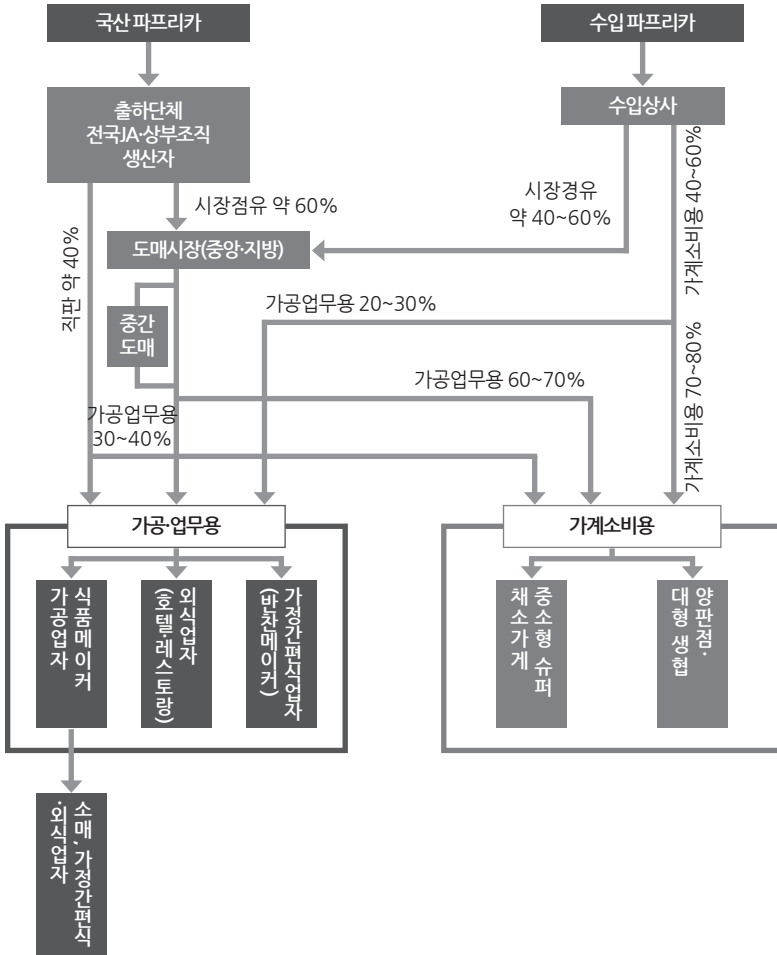 국산 파프리카
수입 파프리카
출하단체
전국JA·상부조직
생산자
수입상사
시장점유 약 60%
시장경유
약 40~60%
가계소비용 40~60%
직판 약 40%
도매시장(중앙·지방)
중간
도매
가공업무용 20~30%
가공업무용 60~70%
가계소비용 70~80%
가공업무용
30~40%
가공·업무용
가계소비용
식품메이커
가공업자
외식업자
(호텔·레스토랑)
가정간편식업자
(반찬메이커)
중소형 슈퍼
채소가게
양판점·
대형 생협
소매, 가정간편식
·외식업자